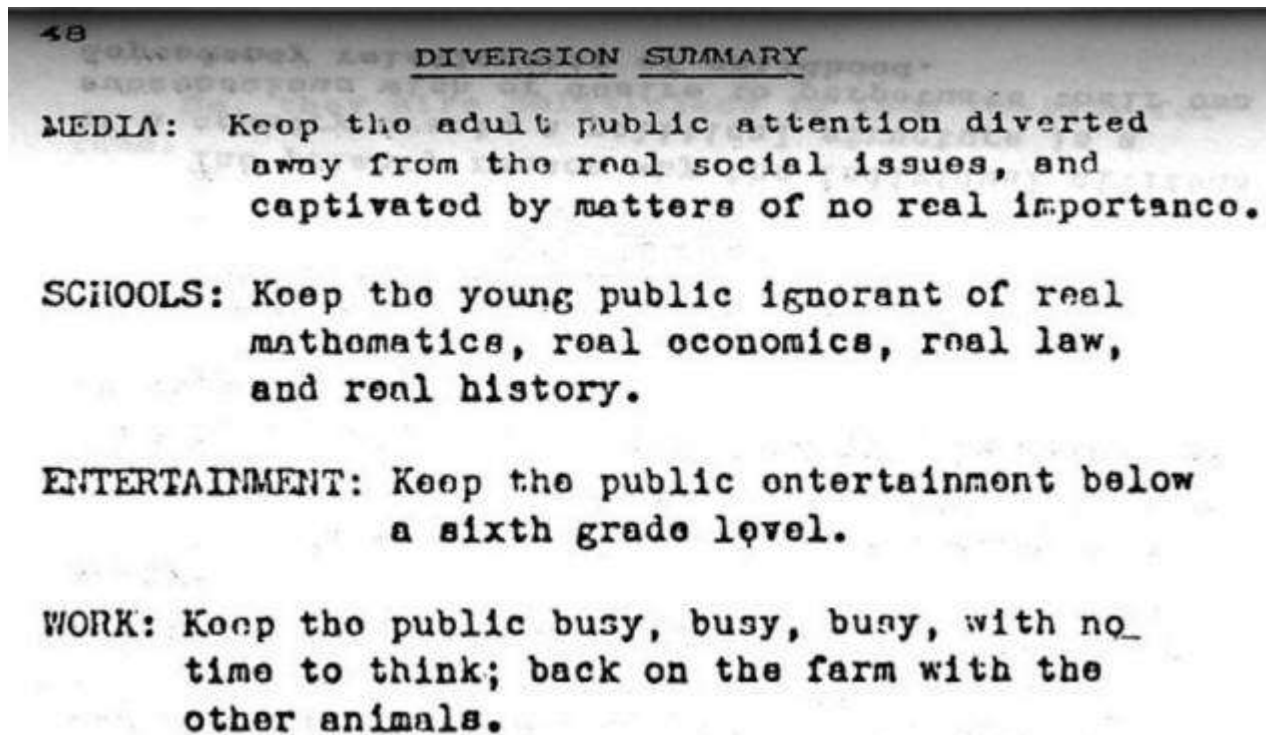 48
DIVERSION SUMMARY
MEDIA: Keep the adult public attention diverted
away from the real social issues, and
captivated by matters of no real importance.
SCHOOLS: Keep the young public ignorant of real
mathematics, real economics, real law,
and real history.
ENTERTAINMENT: Keep the public entertainment below
a sixth grade level.
WORK: Keep the public busy, busy, busy, with no
time to think; back on the farm with the
other animals.